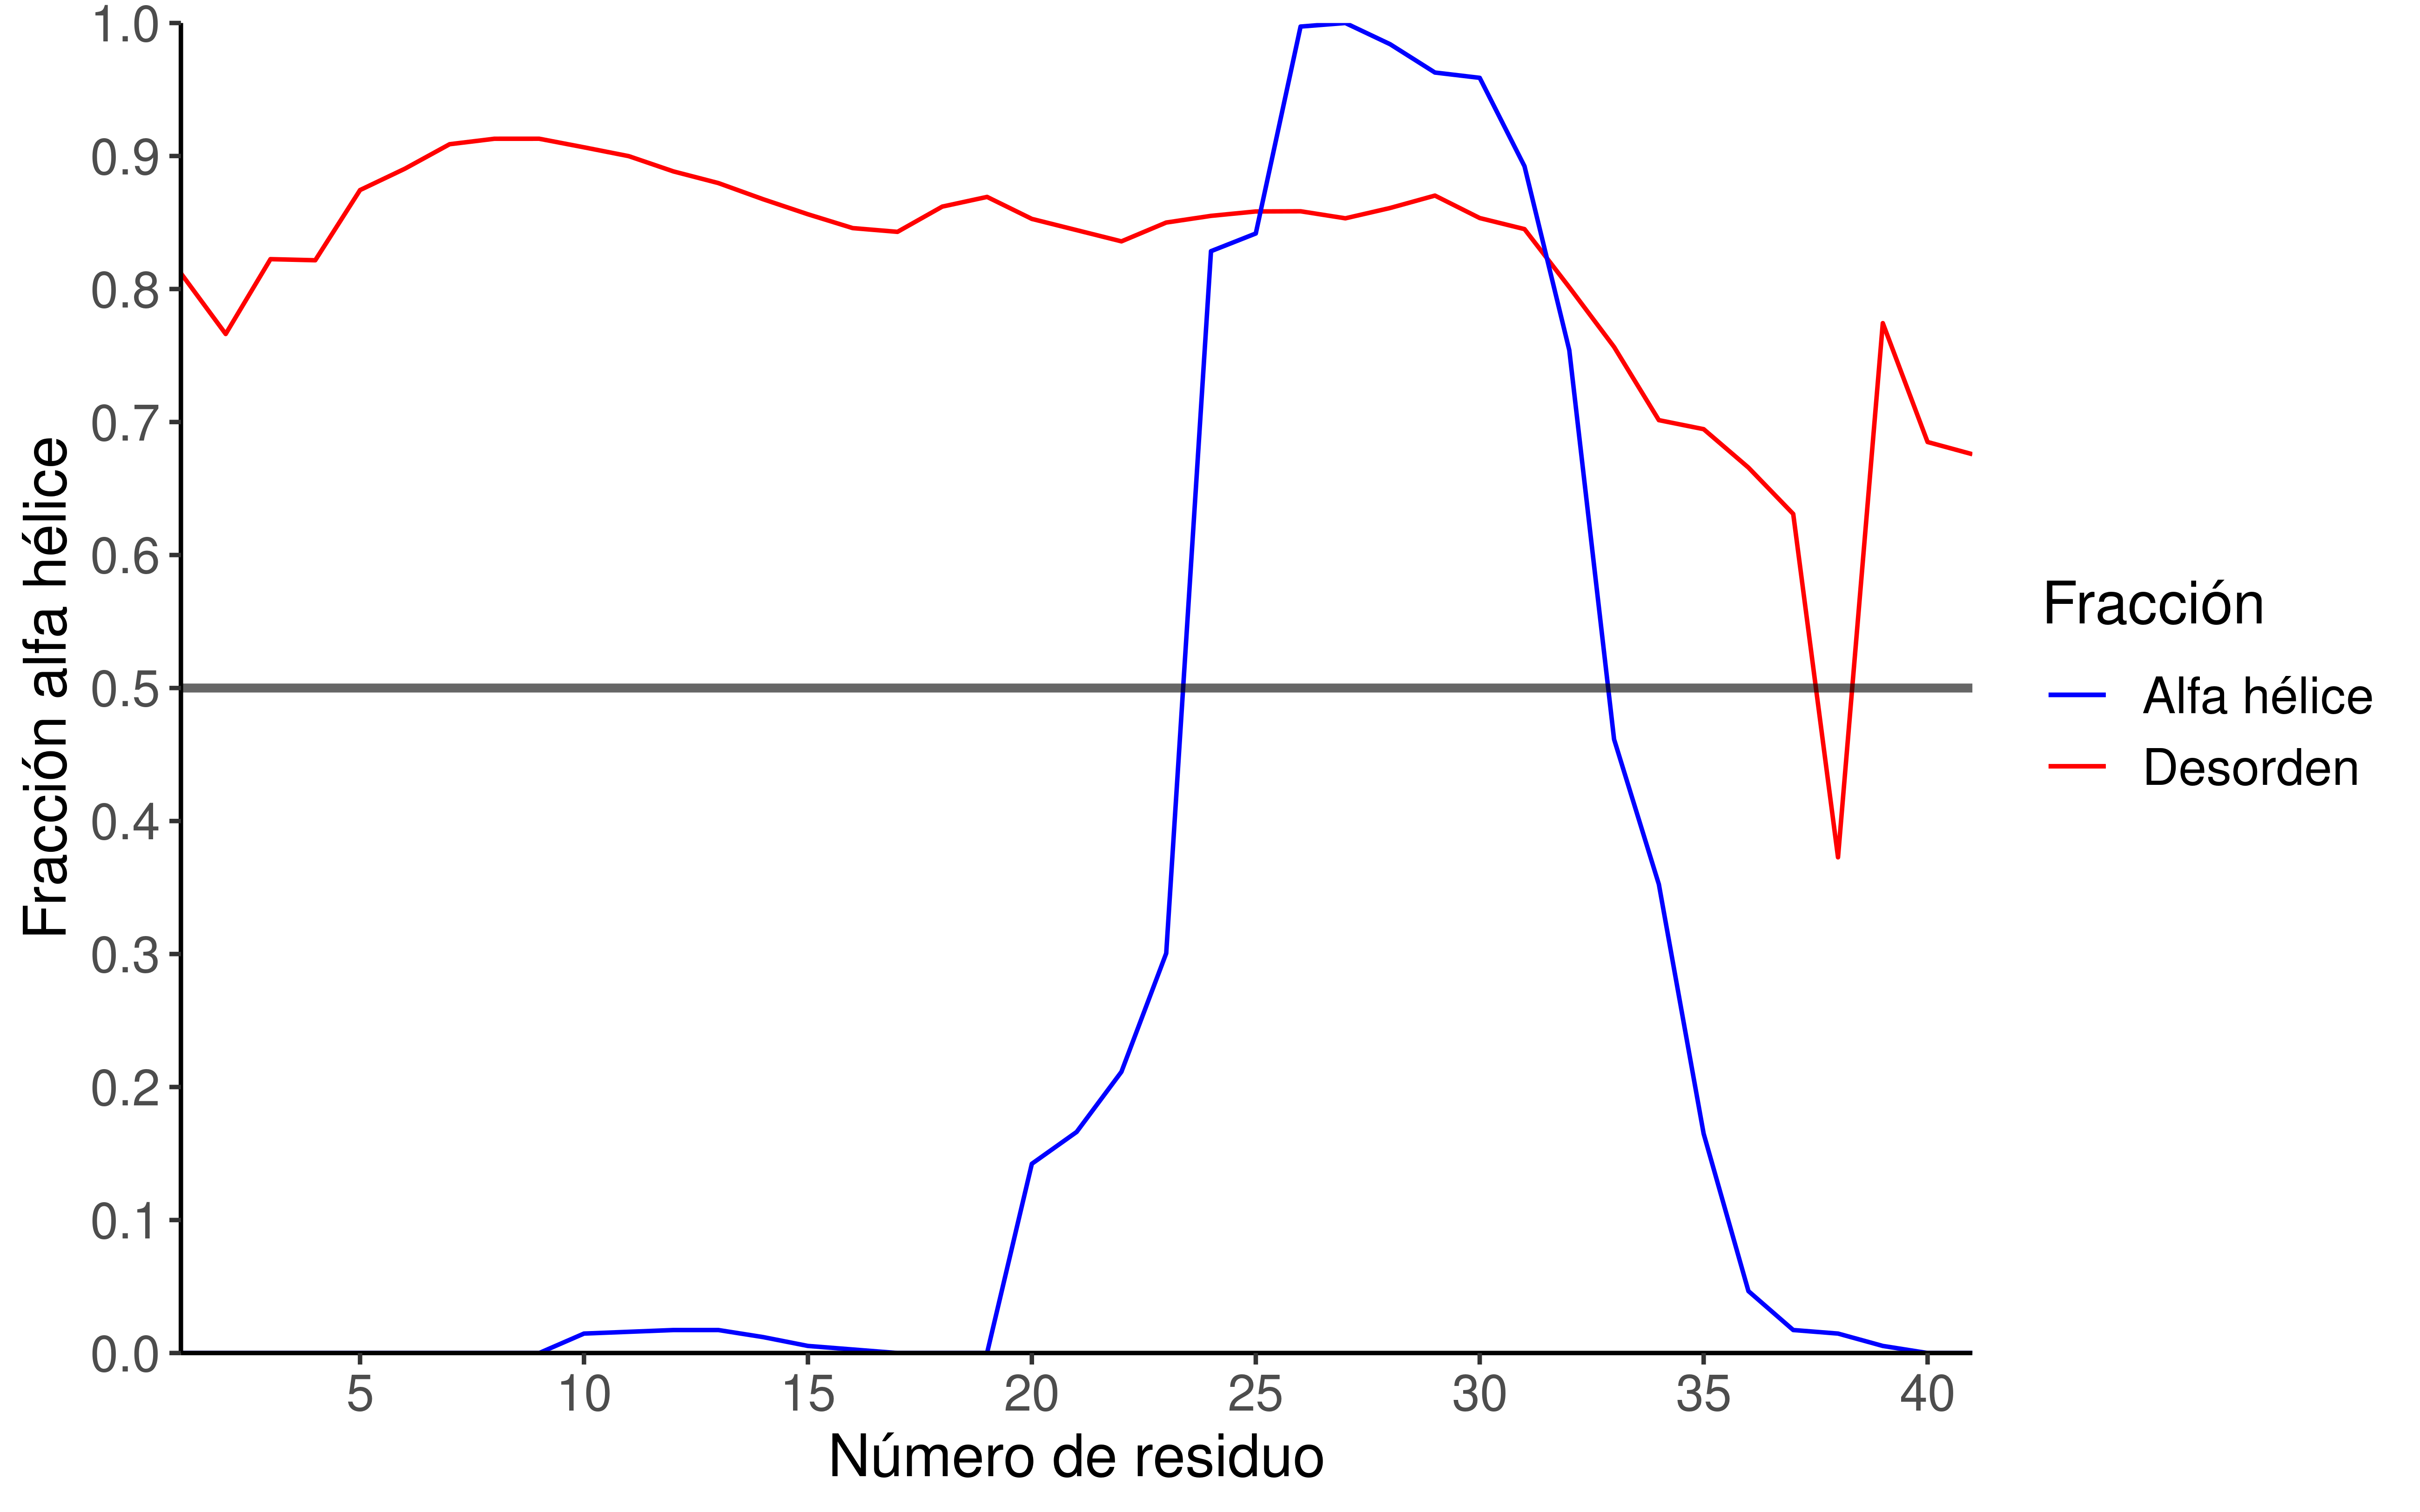 Fracción alfa hélice
1.0
0.9
0.8
0.7
0.6
0.5
0.4
0.3
0.2
0.1
0.0
5 10 15 20 25 30 35 40
Número de residuo
Fracción
Alfa hélice
Desorden